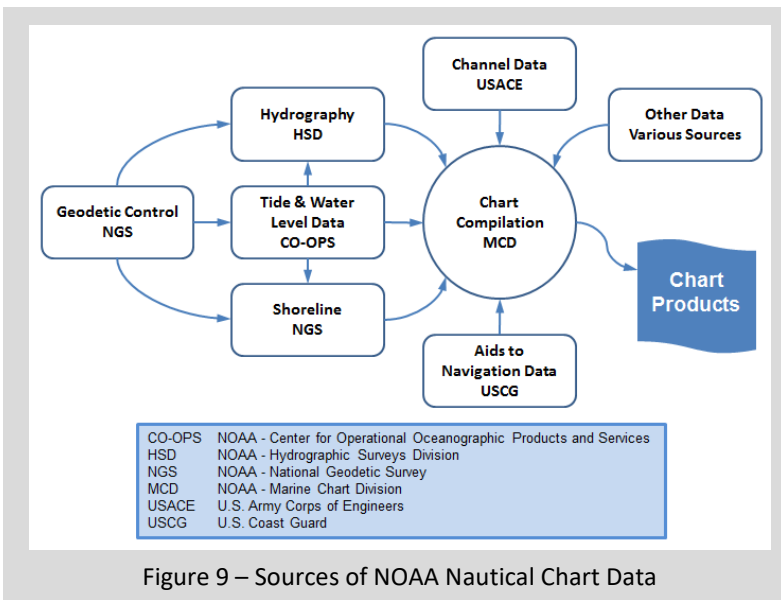 Channel Data
USACE
Hydrography
HSD
Other Data
Various Sources
Geodetic Control
NGS
Tide & Water
Level Data
CO-OPS
Chart
Compilation
MCD
Chart
Products
Shoreline
NGS
Aids to
Navigation Data
USCG
CO-OPS NOAA - Center for Operational Oceanographic Products and Services
HSD NOAA - Hydrographic Surveys Division
NGS NOAA - National Geodetic Survey
MCD NOAA - Marine Chart Division
USACE U.S. Army Corps of Engineers
USCG U.S. Coast Guard
Figure 9 – Sources of NOAA Nautical Chart Data